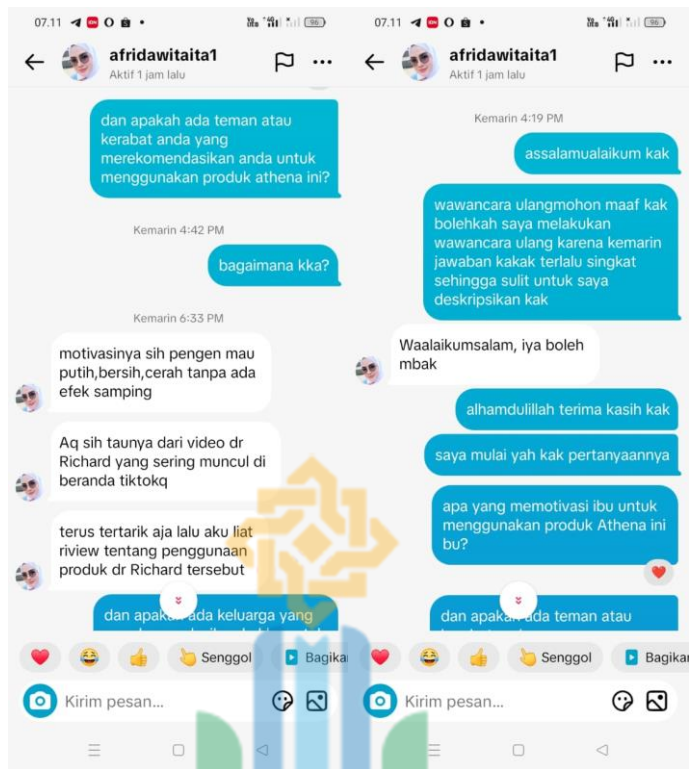 07.11
96
afridawitaita1
Aktif 1 jam lalu
dan apakah ada teman atau
kerabat anda yang
merekomendasikan anda untuk
menggunakan produk athena ini?
Kemarin 4:42 PM
bagaimana kka?
Kemarin 6:33 PM
motivasinya sih pengen mau
putih,bersih,cerah tanpa ada
efek samping
Aq sih taunya dari video dr
Richard yang sering muncul di
beranda tiktokq
terus tertarik aja lalu aku liat
riview tentang penggunaan
produk dr Richard tersebut
dan apakah ada keluarga yang
Senggol
Bagika
Kirim pesan...
07.11
96
afridawitaita1
Aktif 1 jam lalu
Kemarin 4:19 PM
assalamualaikum kak
wawancara ulangmohon maaf kak
bolehkah saya melakukan
wawancara ulang karena kemarin
jawaban kakak terlalu singkat
sehingga sulit untuk saya
deskripsikan kak
Waalaikumsalam, iya boleh
mbak
alhamdulillah terima kasih kak
saya mulai yah kak pertanyaannya
apa yang memotivasi ibu untuk
menggunakan produk Athena ini
bu?
dan apakah ada teman atau
Senggol
Bagikar
Kirim pesan...